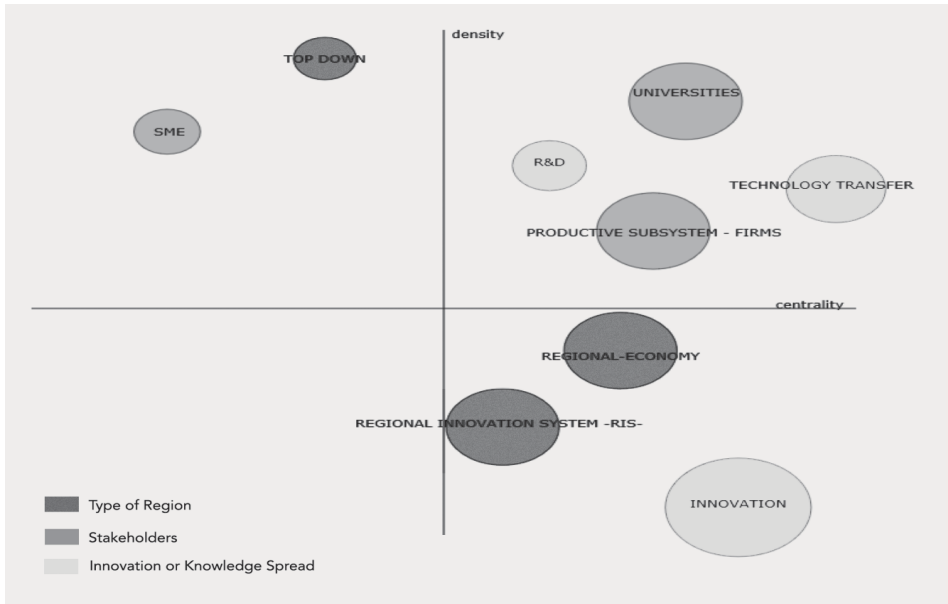 density
TOP DOWN
UNIVERSITIES
SME
R&D
TECHNOLOGY TRANSFER
PRODUCTIVE SUBSYSTEM - FIRMS
centrality
REGIONAL-ECONOMY
REGIONAL INNOVATION SYSTEM -RIS-
INNOVATION
Type of Region
Stakeholders
Innovation or Knowledge Spread